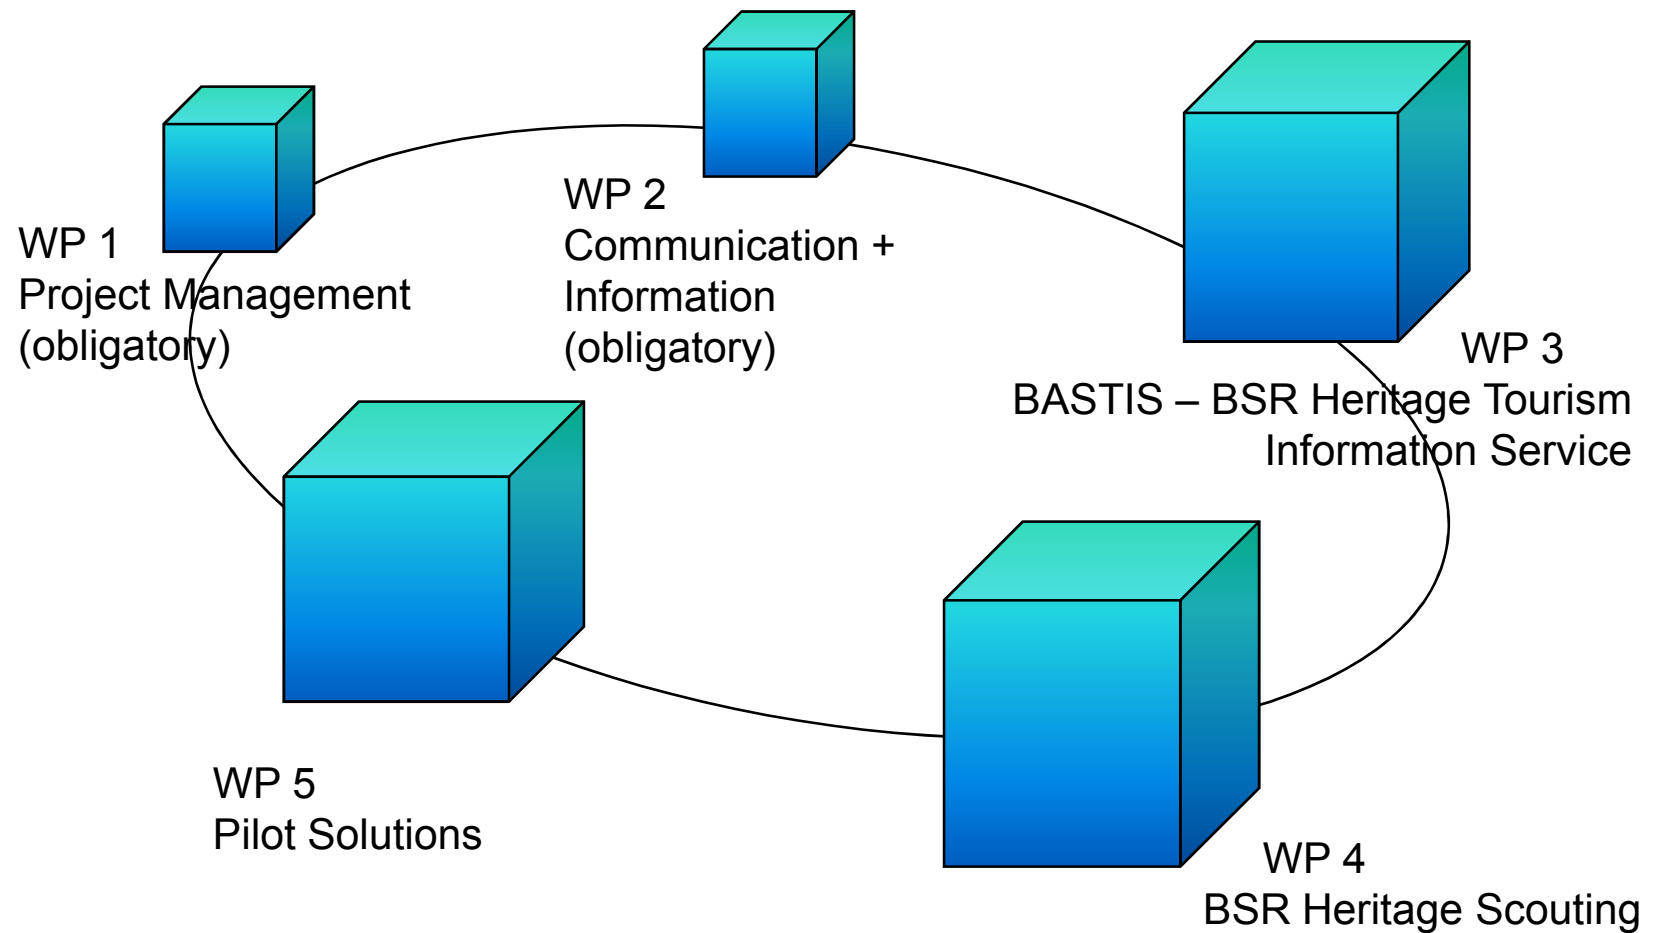 WP 1
Project Management
(obligatory)
WP 2
Communication +
Information
(obligatory)
WP 3
BASTIS – BSR Heritage Tourism
Information Service
WP 4
BSR Heritage Scouting
WP 5
Pilot Solutions